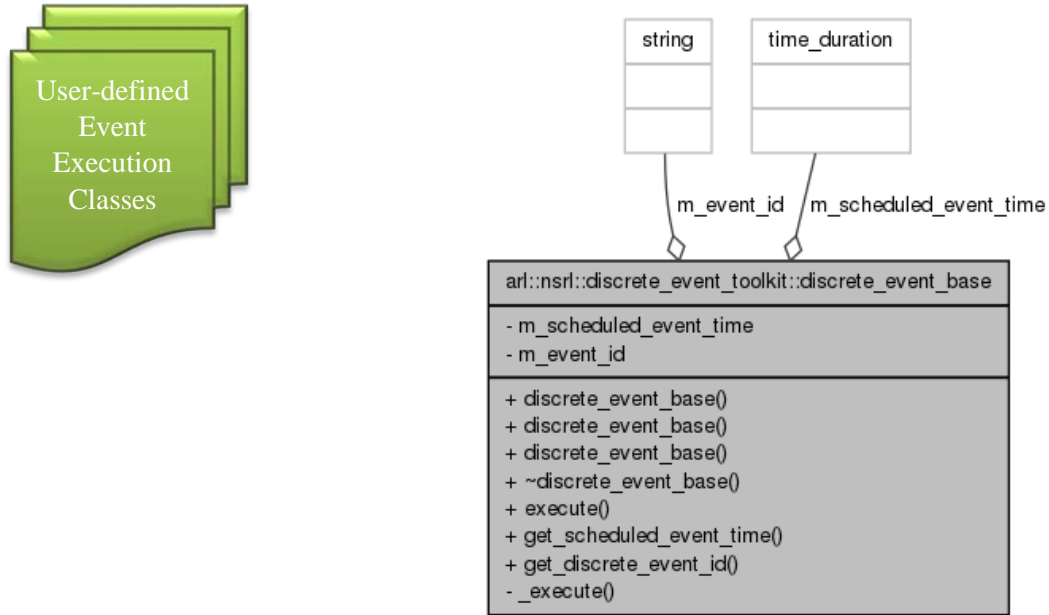 User-defined
Event
Execution
Classes
string
time_duration
m_event_id
m_scheduled_event_time
arl::nsrl::discrete_event_toolkit::discrete_event_base
- m_scheduled_event_time
- m_event_id
+ discrete_event_base()
+ discrete_event_base()
+ discrete_event_base()
+ ~discrete_event_base()
+ execute()
+ get_scheduled_event_time()
+ get_discrete_event_id()
- _execute()